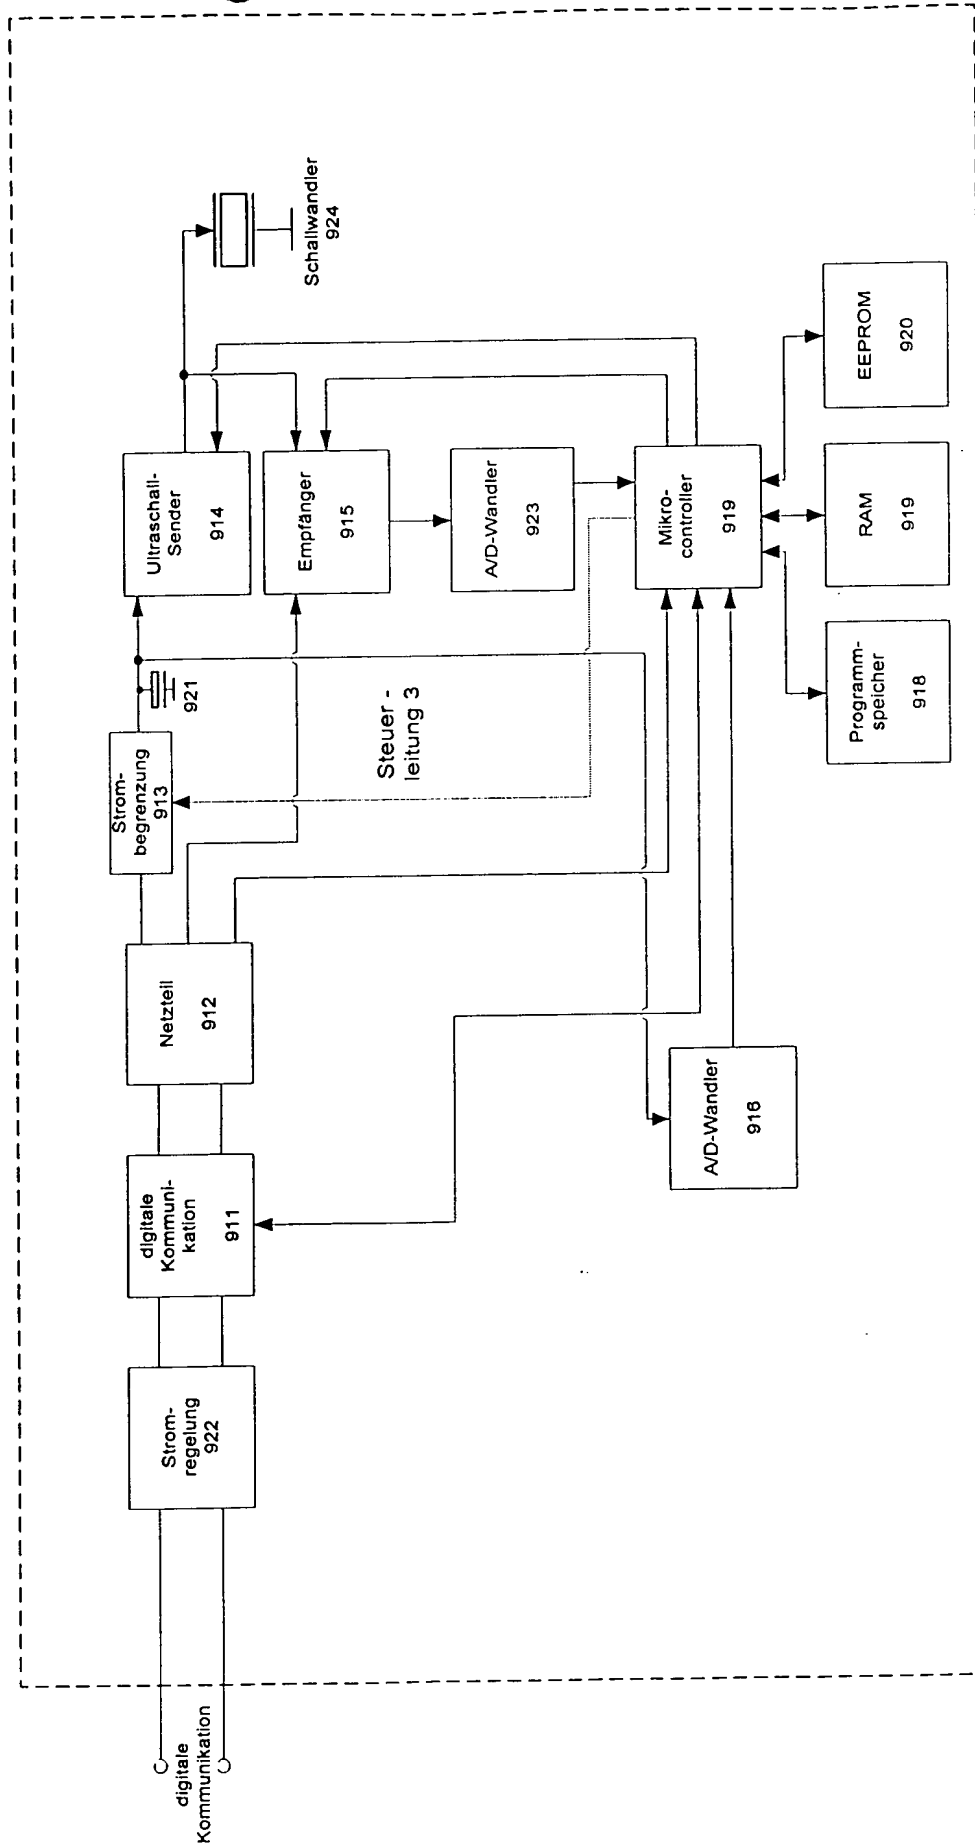 digitale
Kommunikation
Strom-
regelung
922
digitale
Kommuni-
kation
911
Netzteil
912
Strom-
begrenzung
913
921
Ultraschall-
Sender
914
Schallwandler
924
Empfänger
915
Steuer -
leitung 3
A/D-Wandler
923
A/D-Wandler
916
Mikro-
controller
919
Programm-
speicher
918
RAM
919
EEPROM
920